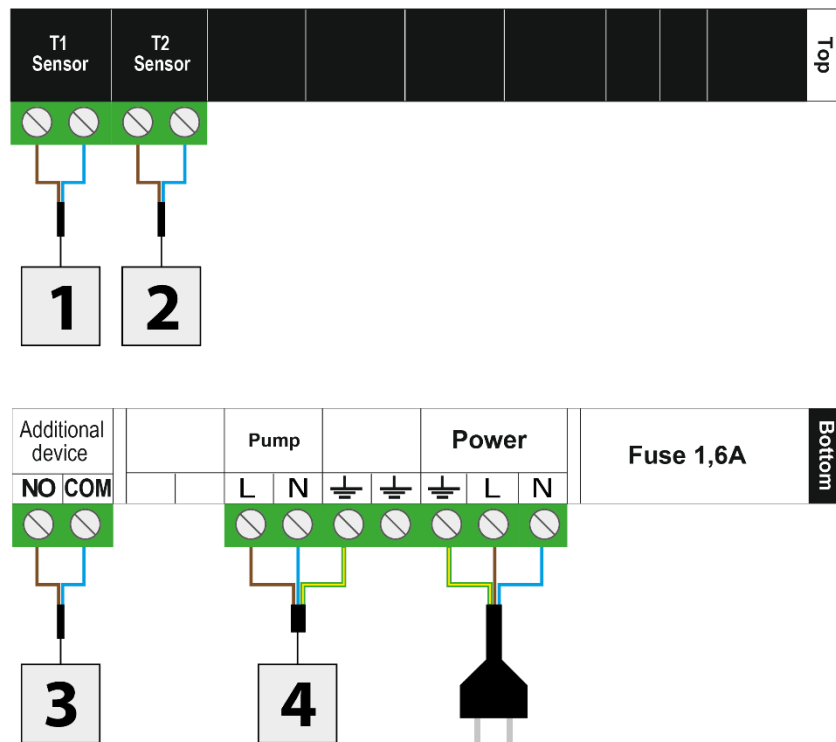 T1
Sensor
T2
Sensor
Top
1
2
Additional
device
Pump
Power
Fuse 1,6A
Bottom
NO COM
L N
L N
3
4